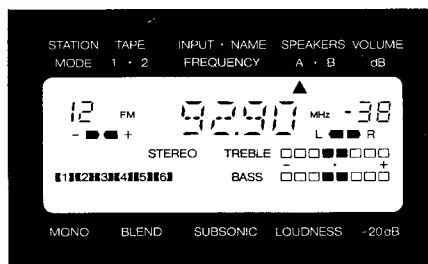 STATION TAPE INPUT · NAME SPEAKERS VOLUME
MODE 1 · 2 FREQUENCY A · B dB
12 FM 92.90 MHz -38
- + L R
STEREO TREBLE
- · +
[1][2][3][4][5][6] BASS
MONO BLEND SUBSONIC LOUDNESS -20dB